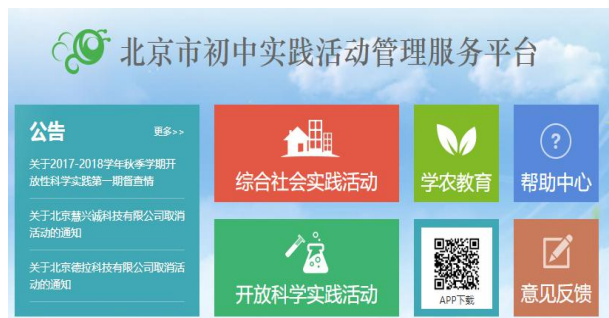 北京市初中实践活动管理服务平台
公告 更多>>
关于2017-2018学年秋季学期开
放性科学实践第一期督查情
关于北京慧兴诚科技有限公司取消
活动的通知
关于北京德拉科技有限公司取消活
动的通知
综合社会实践活动
学农教育
?
帮助中心
开放科学实践活动
APP下载
意见反馈